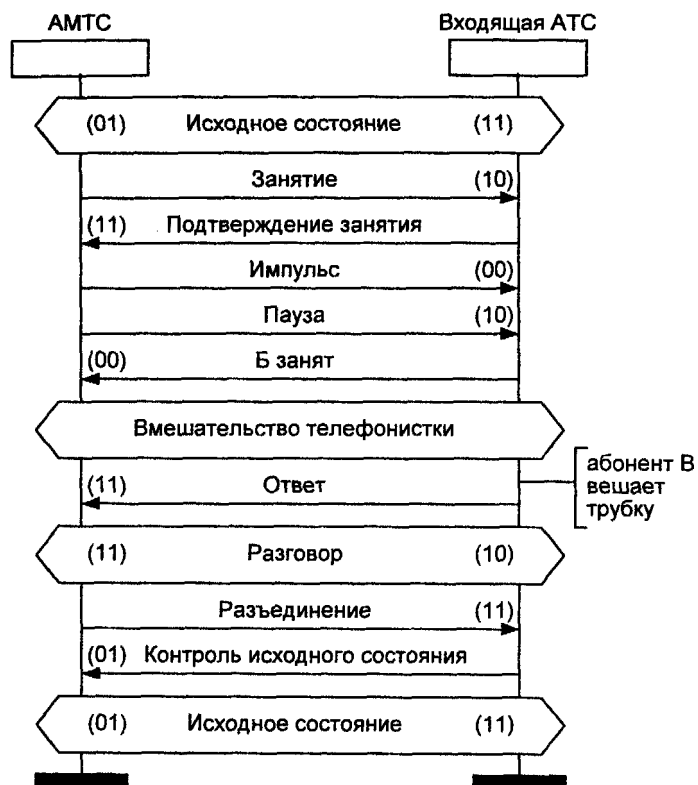 АМТС Входящая АТС
(01) Исходное состояние (11)
Занятие (10)
(11) Подтверждение занятия
Импульс (00)
Пауза (10)
(00) Б занят
Вмешательство телефонистки
(11) Ответ
абонент В
вешает
трубку
(11) Разговор (10)
Разъединение (11)
(01) Контроль исходного состояния
(01) Исходное состояние (11)